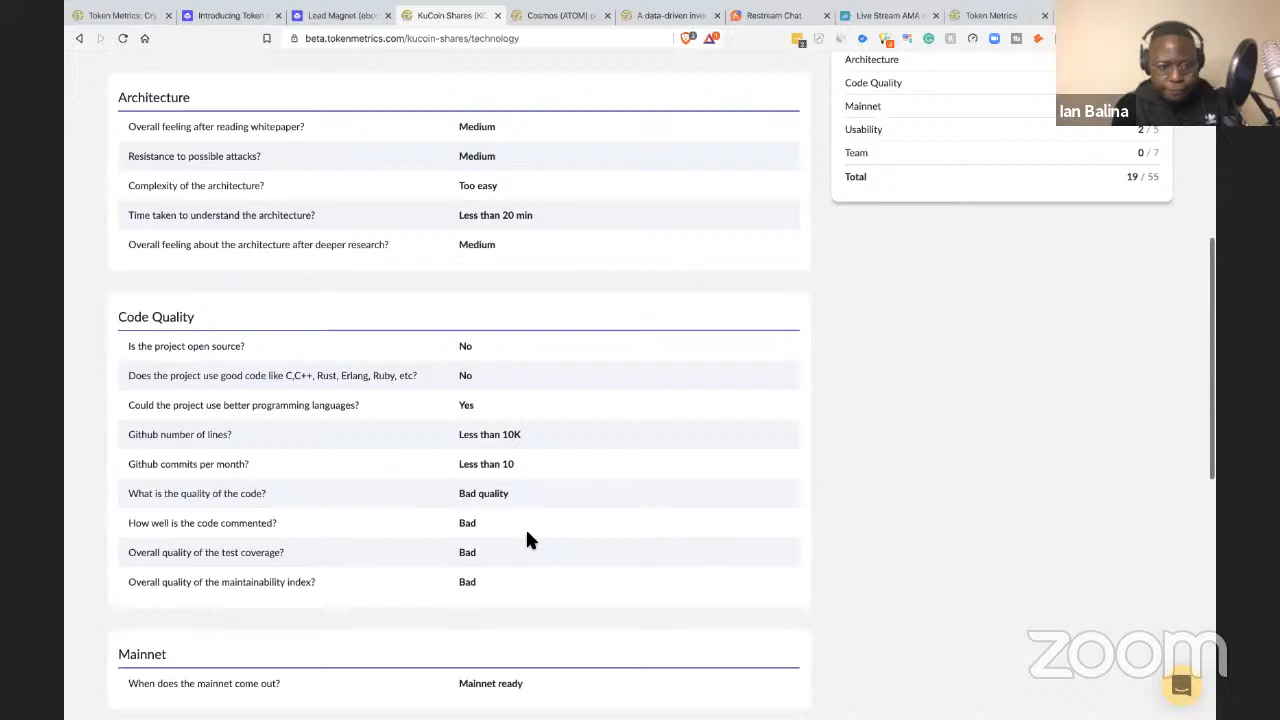 Token Metrics: Cry
Introducing Token
Lead Magnet (ebo
KuCoin Shares (KC
Cosmos (ATOM) p
A data-driven inve
Restream Chat
Live Stream AMA
Token Metrics
beta.tokenmetrics.com/kucoin-shares/technology
Architecture
Overall feeling after reading whitepaper? Medium
Resistance to possible attacks? Medium
Complexity of the architecture? Too easy
Time taken to understand the architecture? Less than 20 min
Overall feeling about the architecture after deeper research? Medium
Code Quality
Is the project open source? No
Does the project use good code like C,C++, Rust, Erlang, Ruby, etc? No
Could the project use better programming languages? Yes
Github number of lines? Less than 10K
Github commits per month? Less than 10
What is the quality of the code? Bad quality
How well is the code commented? Bad
Overall quality of the test coverage? Bad
Overall quality of the maintainability index? Bad
Mainnet
When does the mainnet come out? Mainnet ready
Architecture
Code Quality
Mainnet
Usability 2 / 5
Team 0 / 7
Total 19 / 55
Ian Balina
zoom